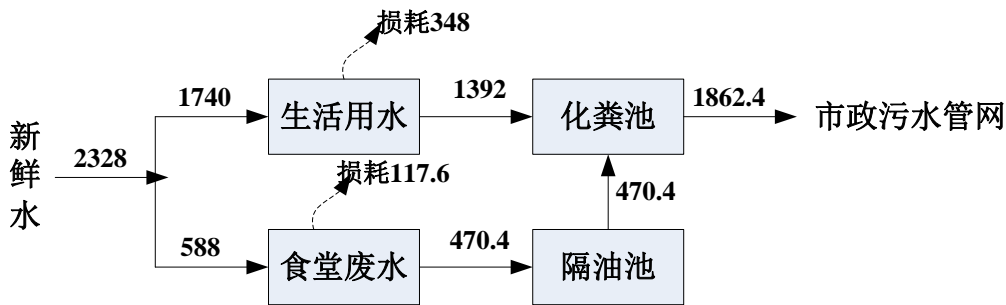 损耗348
1740
生活用水
1392
化粪池
1862.4
市政污水管网
新鲜水
2328
损耗117.6
470.4
588
食堂废水
470.4
隔油池